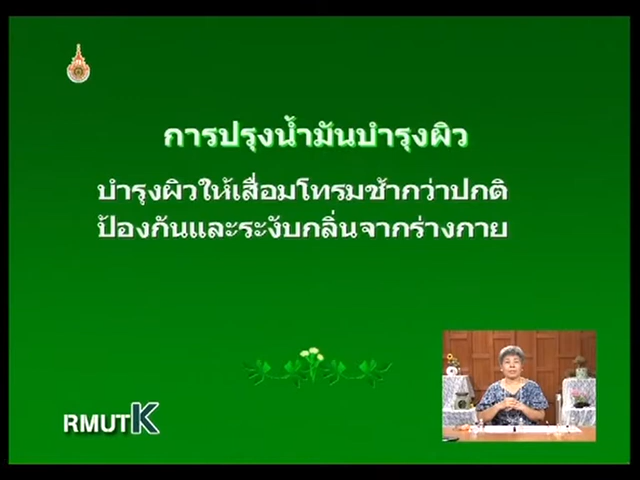 การปรุงน้ำมันบำรุงผิว
บำรุงผิวให้เสื่อมโทรมช้ากว่าปกติ
ป้องกันและระงับกลิ่นจากร่างกาย
RMUTK